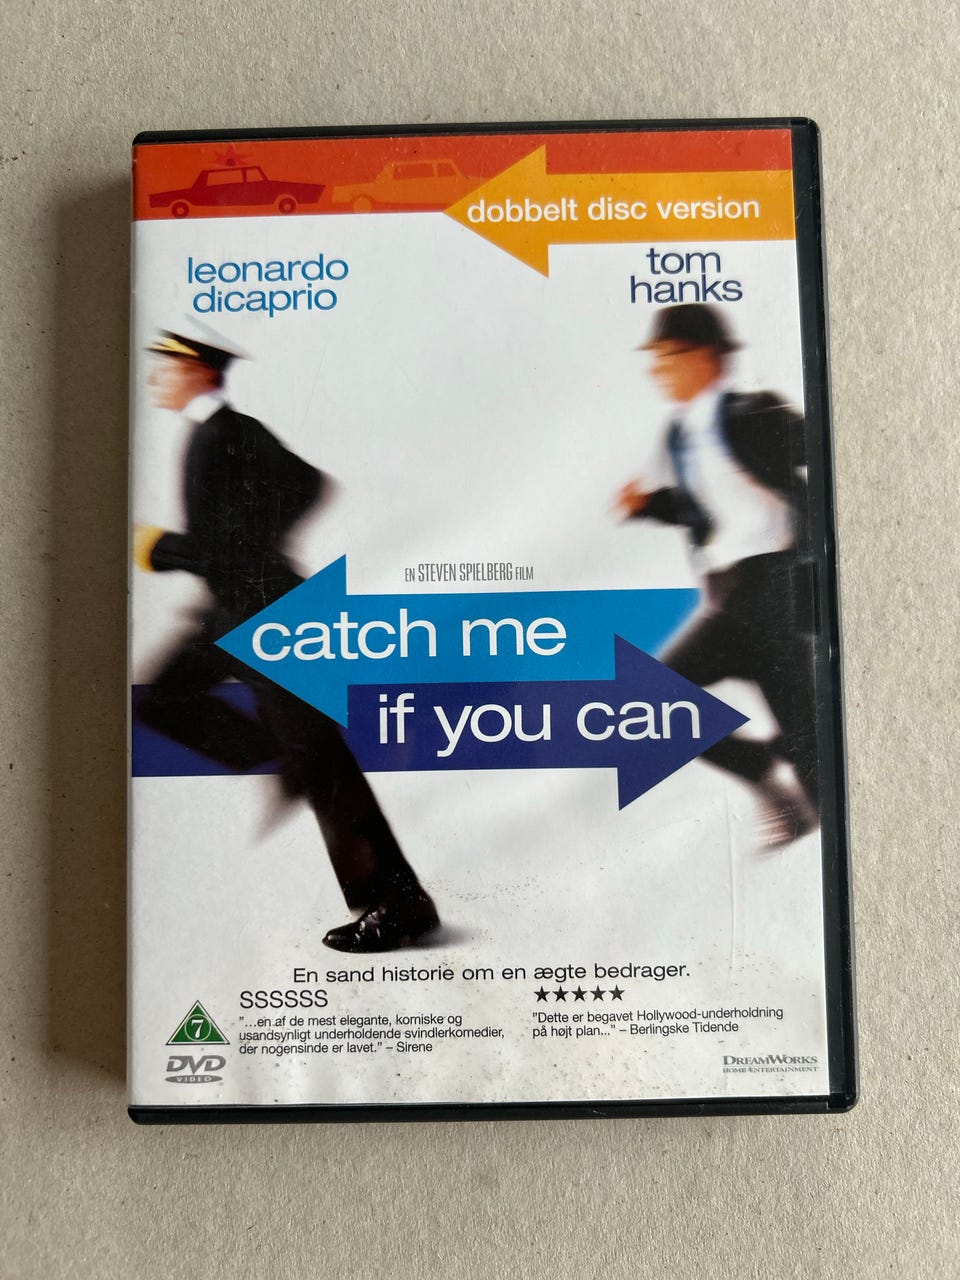 dobbelt disc version
leonardo
dicaprio
tom
hanks
EN STEVEN SPIELBERG FILM
catch me
if you can
En sand historie om en ægte bedrager.
SSSSSS
"...en af de mest elegante, komiske og
usandsynligt underholdende svindlerkomedier,
der nogensinde er lavet." – Sirene
★★★★★
"Dette er begavet Hollywood-underholdning
på højt plan..." – Berlingske Tidende
7
DVD
VIDEO
DREAMWORKS
HOME ENTERTAINMENT